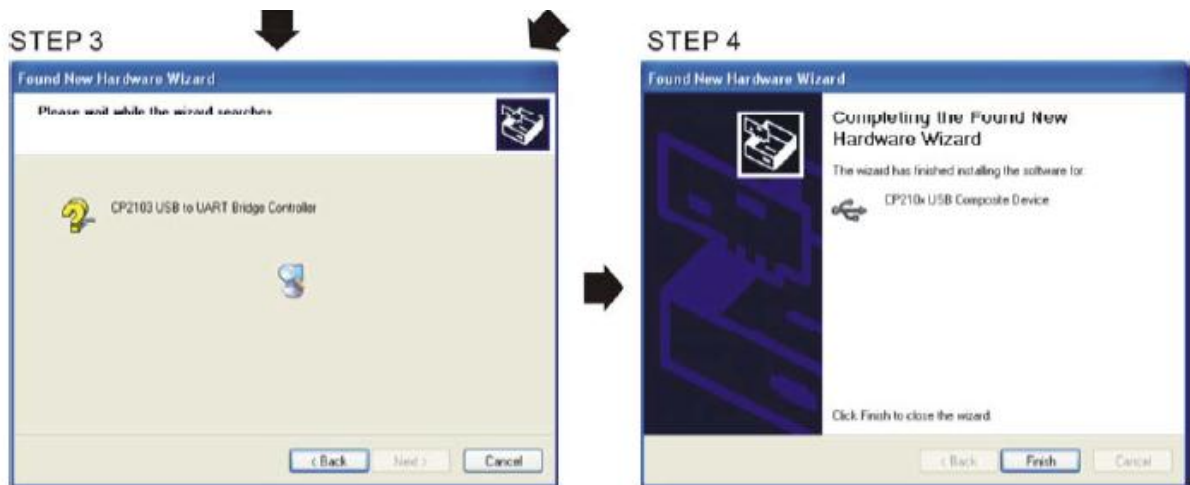 STEP 3
Found New Hardware Wizard
Please wait while the wizard searches
CP2103 USB to UART Bridge Controller
< Back
Next >
Cancel
STEP 4
Found New Hardware Wizard
Completing the Found New
Hardware Wizard
The wizard has finished installing the software for:
CP210x USB Composite Device
Click Finish to close the wizard.
< Back
Finish
Cancel